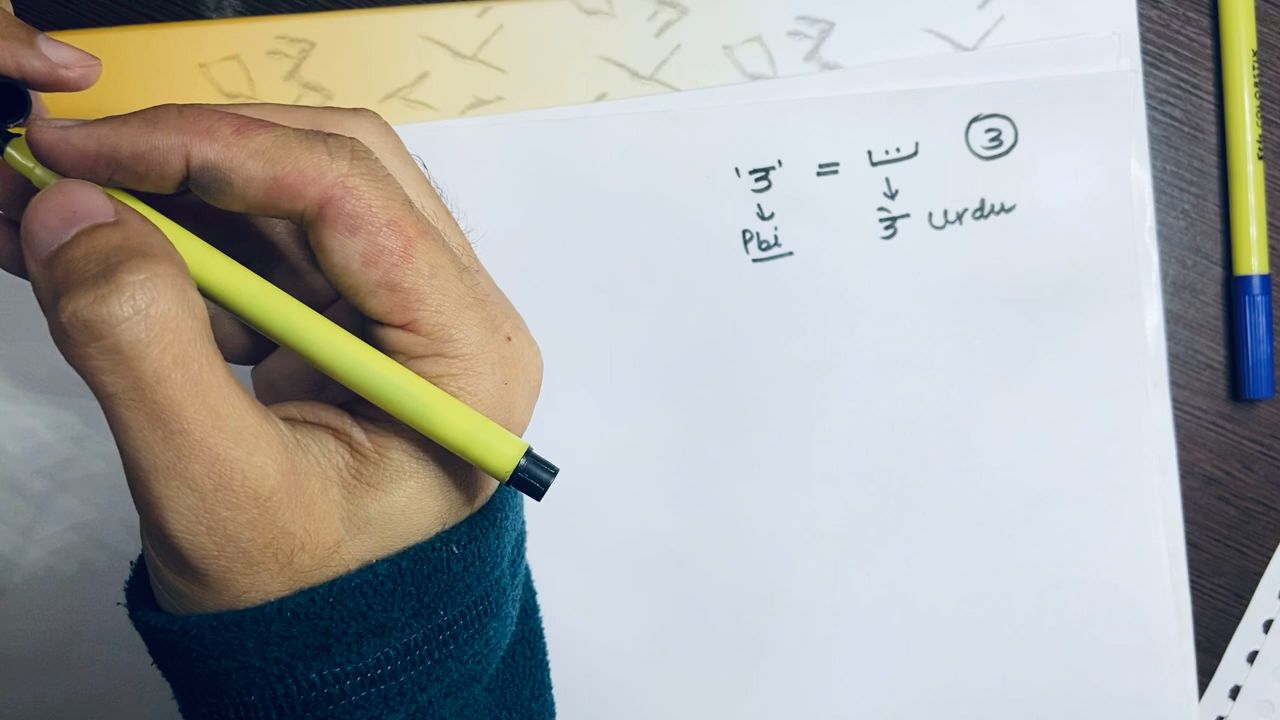 'ਤ' = ت ③
↓ ↓
Pbi ਤੇ Urdu